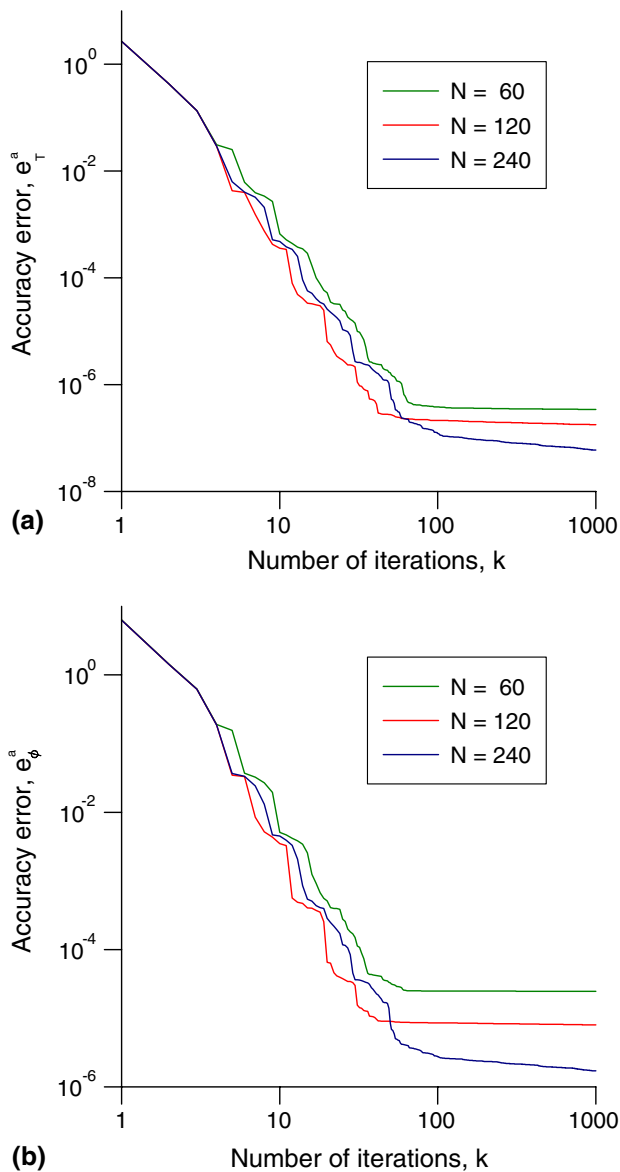 10^0
10^-2
10^-4
10^-6
10^-8
Accuracy error, e_T^a
N = 60
N = 120
N = 240
1
10
100
1000
(a)
Number of iterations, k
10^0
10^-2
10^-4
10^-6
Accuracy error, e_ϕ^a
N = 60
N = 120
N = 240
1
10
100
1000
(b)
Number of iterations, k